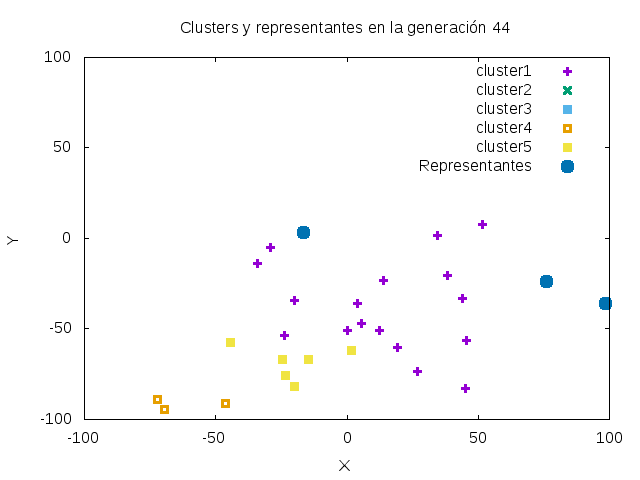 Clusters y representantes en la generación 44
100
50
0
-50
-100
-100
-50
0
50
100
Y
X
cluster1
cluster2
cluster3
cluster4
cluster5
Representantes